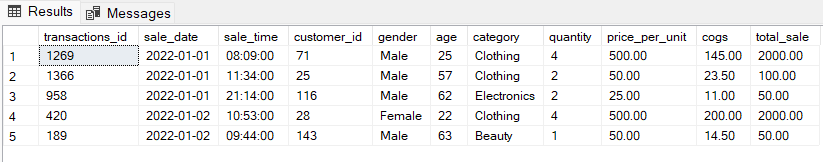 Results Messages
transactions_id sale_date sale_time customer_id gender age category quantity price_per_unit cogs total_sale
1 1269 2022-01-01 08:09:00 71 Male 25 Clothing 4 500.00 145.00 2000.00
2 1366 2022-01-01 11:34:00 25 Male 57 Clothing 2 50.00 23.50 100.00
3 958 2022-01-01 21:14:00 116 Male 62 Electronics 2 25.00 11.00 50.00
4 420 2022-01-02 10:53:00 28 Female 22 Clothing 4 500.00 200.00 2000.00
5 189 2022-01-02 09:44:00 143 Male 63 Beauty 1 50.00 14.50 50.00